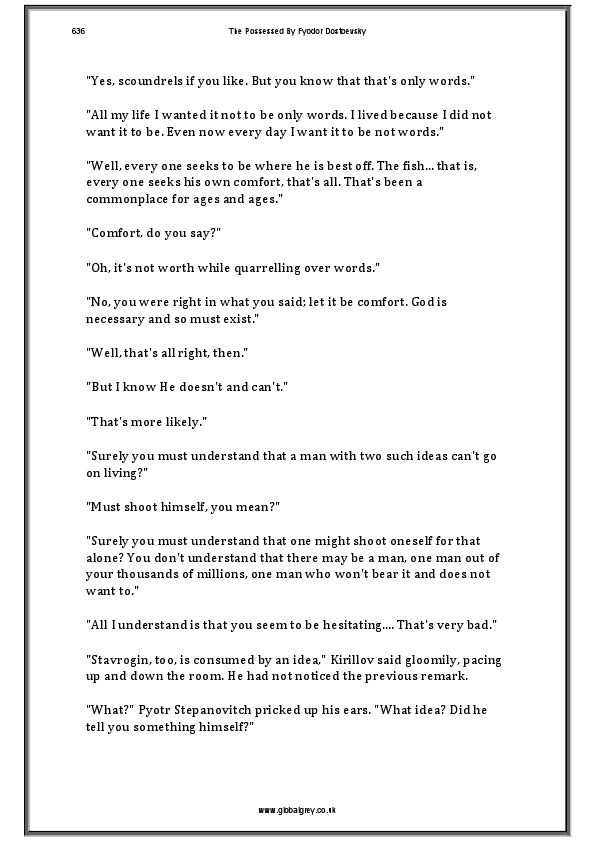 636
The Possessed By Fyodor Dostoevsky
"Yes, scoundrels if you like. But you know that that's only words."
"All my life I wanted it not to be only words. I lived because I did not
want it to be. Even now every day I want it to be not words."
"Well, every one seeks to be where he is best off. The fish... that is,
every one seeks his own comfort, that's all. That's been a
commonplace for ages and ages."
"Comfort, do you say?"
"Oh, it's not worth while quarrelling over words."
"No, you were right in what you said; let it be comfort. God is
necessary and so must exist."
"Well, that's all right, then."
"But I know He doesn't and can't."
"That's more likely."
"Surely you must understand that a man with two such ideas can't go
on living?"
"Must shoot himself, you mean?"
"Surely you must understand that one might shoot oneself for that
alone? You don't understand that there may be a man, one man out of
your thousands of millions, one man who won't bear it and does not
want to."
"All I understand is that you seem to be hesitating.... That's very bad."
"Stavrogin, too, is consumed by an idea," Kirillov said gloomily, pacing
up and down the room. He had not noticed the previous remark.
"What?" Pyotr Stepanovitch pricked up his ears. "What idea? Did he
tell you something himself?"
www.globalgrey.co.uk